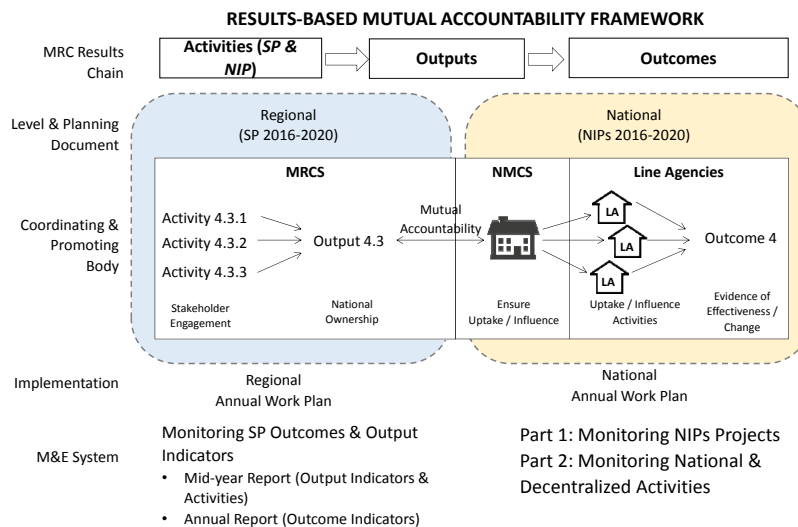 RESULTS-BASED MUTUAL ACCOUNTABILITY FRAMEWORK
MRC Results
Chain
Activities (SP &
NIP)
Outputs
Outcomes
Level & Planning
Document
Regional
(SP 2016-2020)
National
(NIPs 2016-2020)
Coordinating &
Promoting
Body
MRCS
NMCS
Line Agencies
Activity 4.3.1
Activity 4.3.2
Activity 4.3.3
Output 4.3
Mutual
Accountability
LA
LA
LA
Outcome 4
Stakeholder
Engagement
National
Ownership
Ensure
Uptake / Influence
Uptake / Influence
Activities
Evidence of
Effectiveness /
Change
Implementation
Regional
Annual Work Plan
National
Annual Work Plan
M&E System
Monitoring SP Outcomes & Output
Indicators
• Mid-year Report (Output Indicators &
Activities)
• Annual Report (Outcome Indicators)
Part 1: Monitoring NIPs Projects
Part 2: Monitoring National &
Decentralized Activities